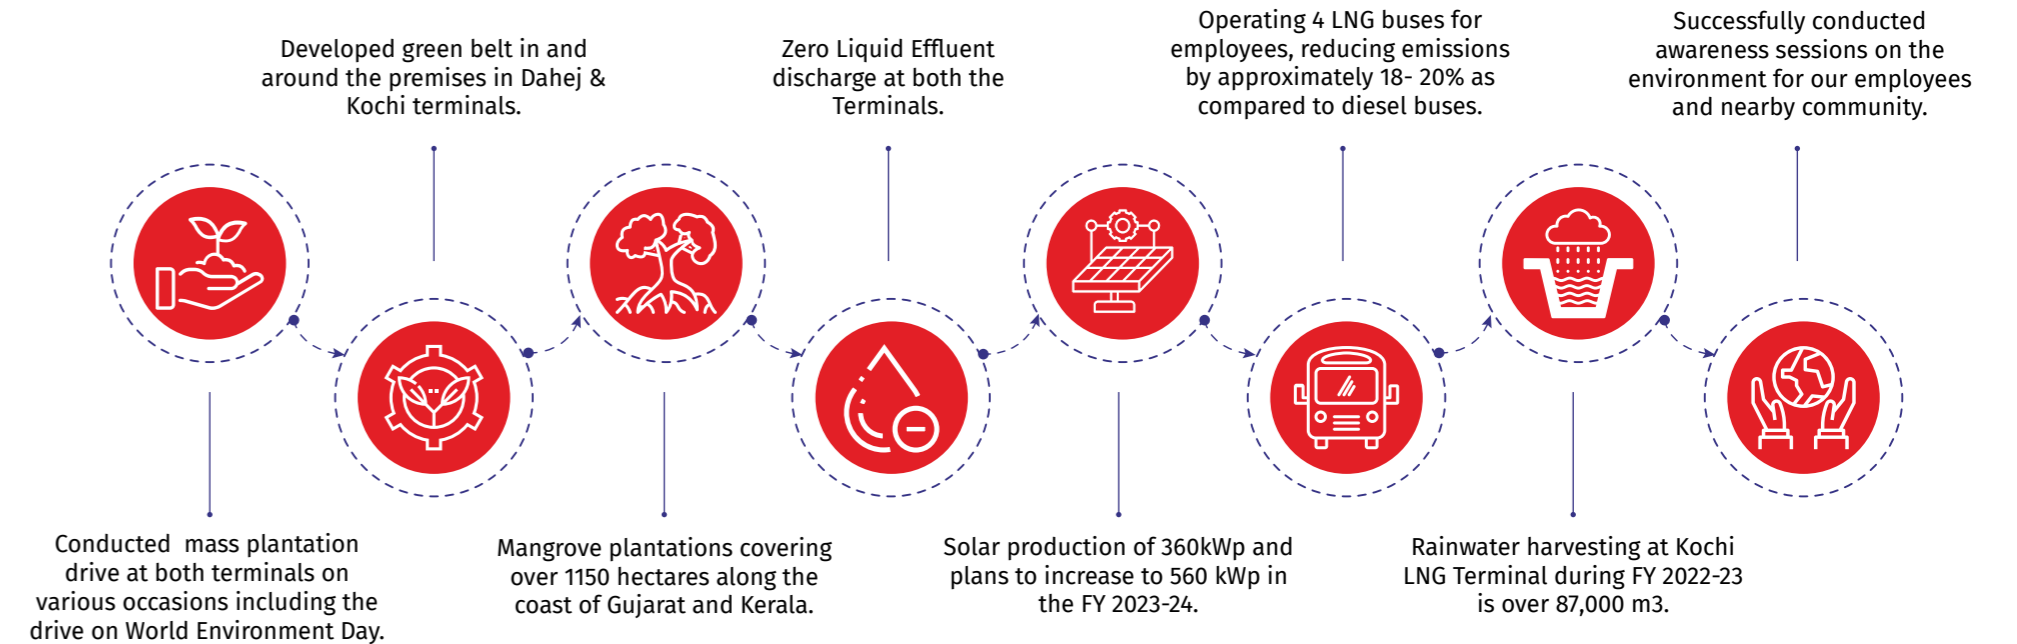 Conducted mass plantation
drive at both terminals on
various occasions including the
drive on World Environment Day.
Developed green belt in and
around the premises in Dahej &
Kochi terminals.
Mangrove plantations covering
over 1150 hectares along the
coast of Gujarat and Kerala.
Zero Liquid Effluent
discharge at both the
Terminals.
Solar production of 360kWp and
plans to increase to 560 kWp in
the FY 2023-24.
Operating 4 LNG buses for
employees, reducing emissions
by approximately 18- 20% as
compared to diesel buses.
Rainwater harvesting at Kochi
LNG Terminal during FY 2022-23
is over 87,000 m3.
Successfully conducted
awareness sessions on the
environment for our employees
and nearby community.